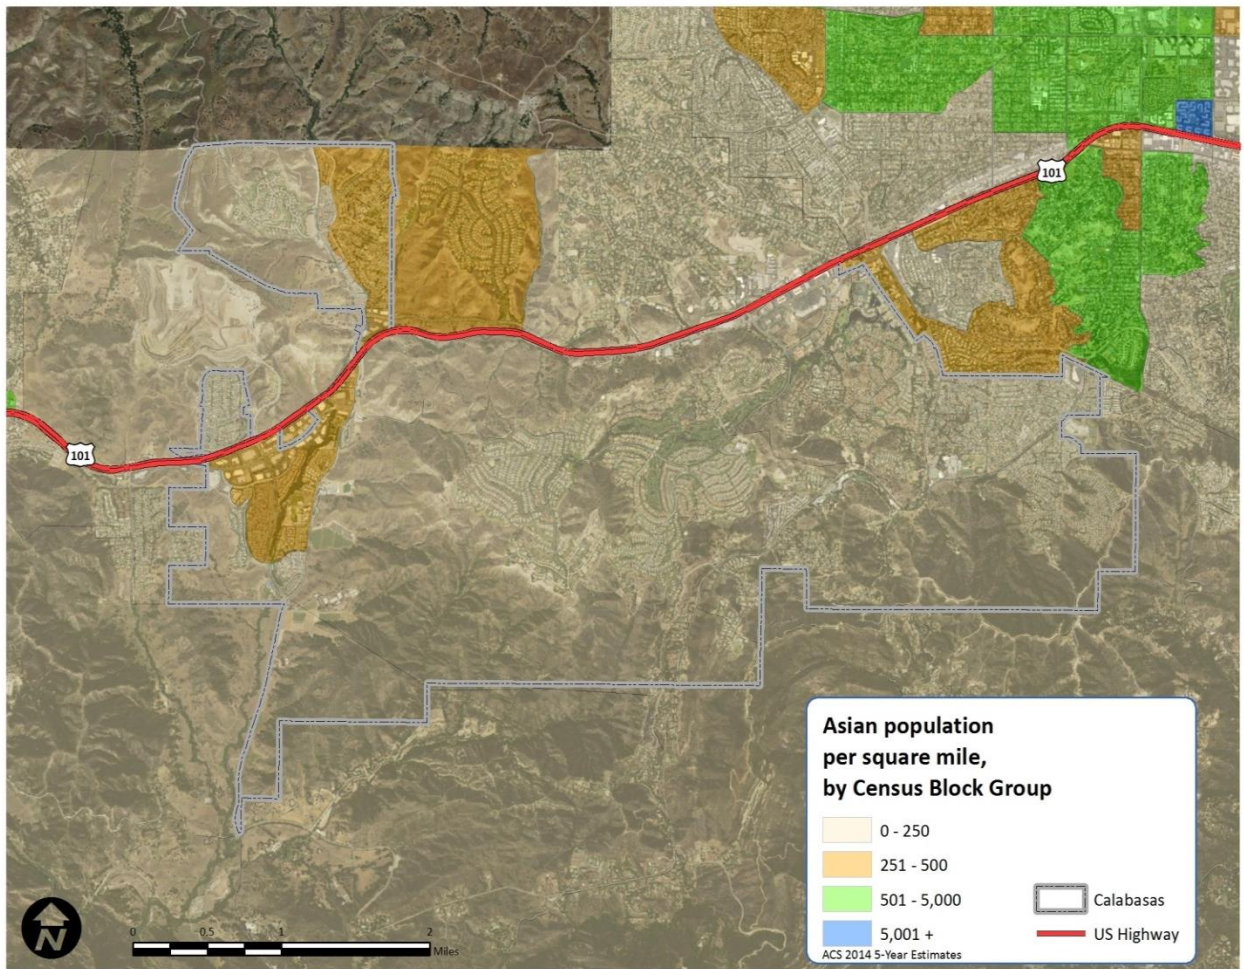 101
101
Asian population
per square mile,
by Census Block Group
0 - 250
251 - 500
501 - 5,000
5,001 +
ACS 2014 5-Year Estimates
Calabasas
US Highway
N
0 0.5 1 2
Miles